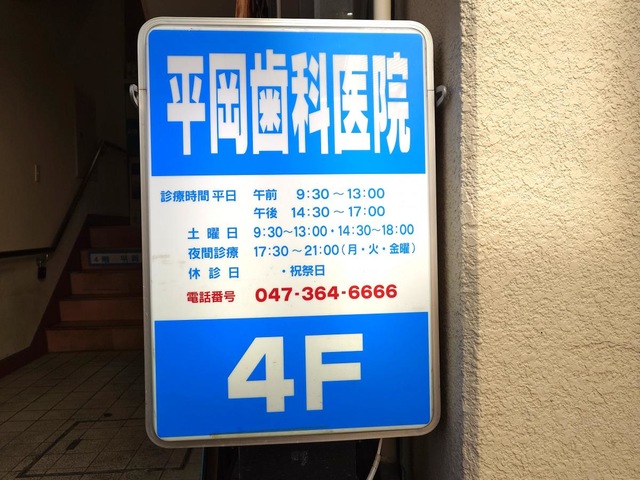 平岡歯科医院
診療時間 平日 午前 9:30～13:00
午後 14:30～17:00
土曜日 9:30～13:00・14:30～18:00
夜間診療 17:30～21:00(月・火・金曜)
休診日 ・祝祭日
電話番号 047-364-6666
4F